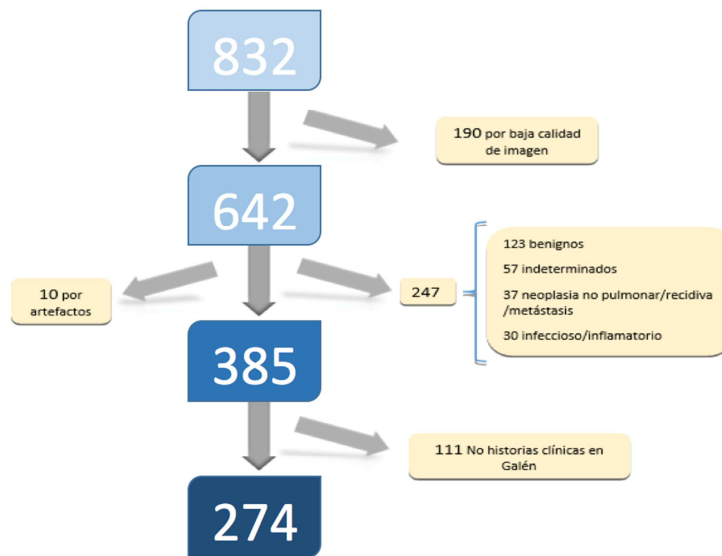 832
190 por baja calidad
de imagen
642
10 por
artefactos
247
123 benignos
57 indeterminados
37 neoplasia no pulmonar/recidiva
/metástasis
30 infeccioso/inflamatorio
385
111 No historias clínicas en
Galén
274